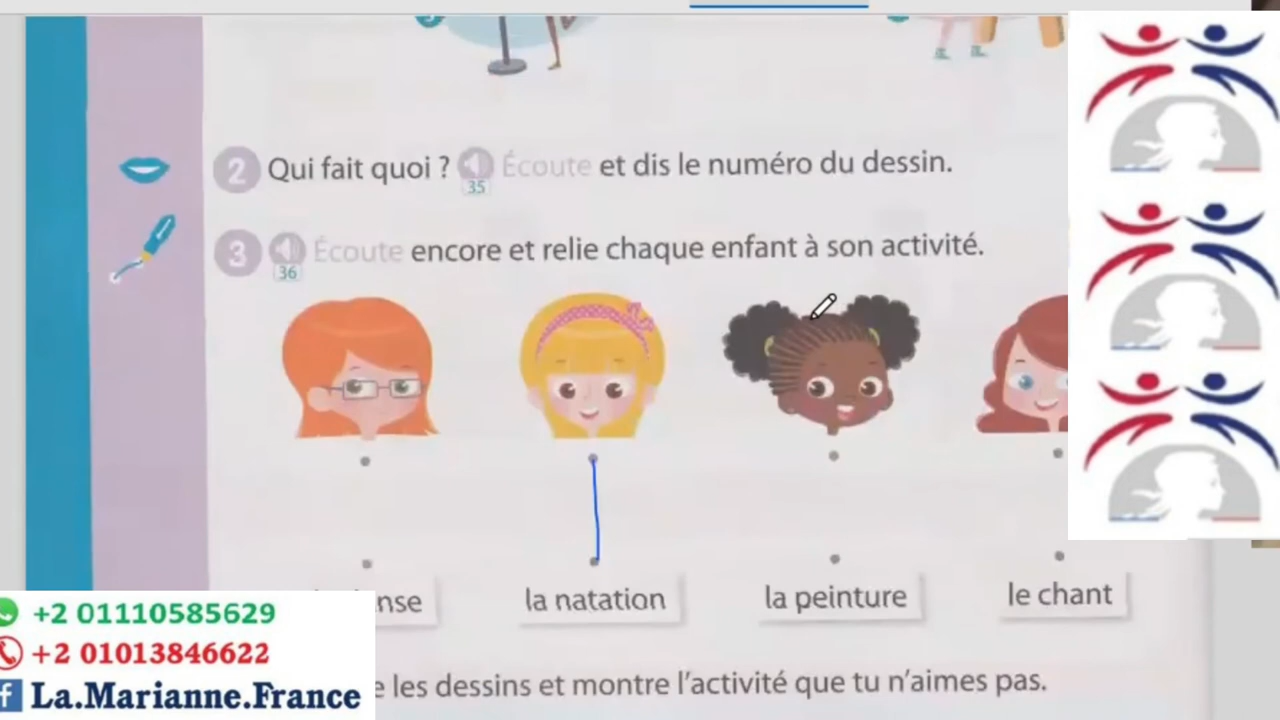 2 Qui fait quoi ? Écoute et dis le numéro du dessin.
35
3 Écoute encore et relie chaque enfant à son activité.
36
la natation
la peinture
le chant
+2 01110585629
+2 01013846622
La.Marianne.France
les dessins et montre l'activité que tu n'aimes pas.